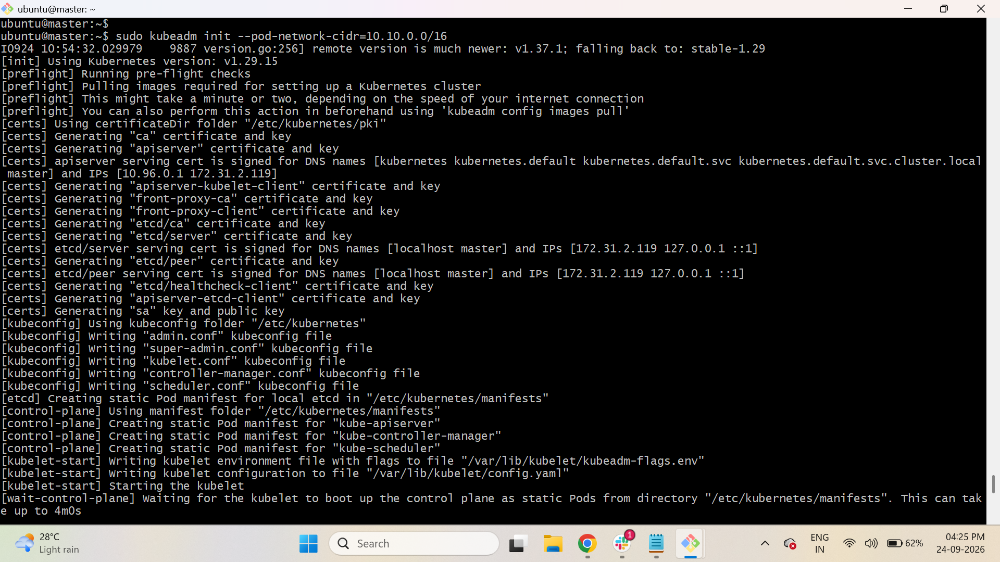 ubuntu@master: ~
ubuntu@master:~$
ubuntu@master:~$ sudo kubeadm init --pod-network-cidr=10.10.0.0/16
I0924 10:54:32.029979    9887 version.go:256] remote version is much newer: v1.37.1; falling back to: stable-1.29
[init] Using Kubernetes version: v1.29.15
[preflight] Running pre-flight checks
[preflight] Pulling images required for setting up a Kubernetes cluster
[preflight] This might take a minute or two, depending on the speed of your internet connection
[preflight] You can also perform this action in beforehand using 'kubeadm config images pull'
[certs] Using certificateDir folder "/etc/kubernetes/pki"
[certs] Generating "ca" certificate and key
[certs] Generating "apiserver" certificate and key
[certs] apiserver serving cert is signed for DNS names [kubernetes kubernetes.default kubernetes.default.svc kubernetes.default.svc.cluster.local
 master] and IPs [10.96.0.1 172.31.2.119]
[certs] Generating "apiserver-kubelet-client" certificate and key
[certs] Generating "front-proxy-ca" certificate and key
[certs] Generating "front-proxy-client" certificate and key
[certs] Generating "etcd/ca" certificate and key
[certs] Generating "etcd/server" certificate and key
[certs] etcd/server serving cert is signed for DNS names [localhost master] and IPs [172.31.2.119 127.0.0.1 ::1]
[certs] Generating "etcd/peer" certificate and key
[certs] etcd/peer serving cert is signed for DNS names [localhost master] and IPs [172.31.2.119 127.0.0.1 ::1]
[certs] Generating "etcd/healthcheck-client" certificate and key
[certs] Generating "apiserver-etcd-client" certificate and key
[certs] Generating "sa" key and public key
[kubeconfig] Using kubeconfig folder "/etc/kubernetes"
[kubeconfig] Writing "admin.conf" kubeconfig file
[kubeconfig] Writing "super-admin.conf" kubeconfig file
[kubeconfig] Writing "kubelet.conf" kubeconfig file
[kubeconfig] Writing "controller-manager.conf" kubeconfig file
[kubeconfig] Writing "scheduler.conf" kubeconfig file
[etcd] Creating static Pod manifest for local etcd in "/etc/kubernetes/manifests"
[control-plane] Using manifest folder "/etc/kubernetes/manifests"
[control-plane] Creating static Pod manifest for "kube-apiserver"
[control-plane] Creating static Pod manifest for "kube-controller-manager"
[control-plane] Creating static Pod manifest for "kube-scheduler"
[kubelet-start] Writing kubelet environment file with flags to file "/var/lib/kubelet/kubeadm-flags.env"
[kubelet-start] Writing kubelet configuration to file "/var/lib/kubelet/config.yaml"
[kubelet-start] Starting the kubelet
[wait-control-plane] Waiting for the kubelet to boot up the control plane as static Pods from directory "/etc/kubernetes/manifests". This can tak
e up to 4m0s
28°C
Light rain
Search
1
ENG
IN
62%
04:25 PM
24-09-2026